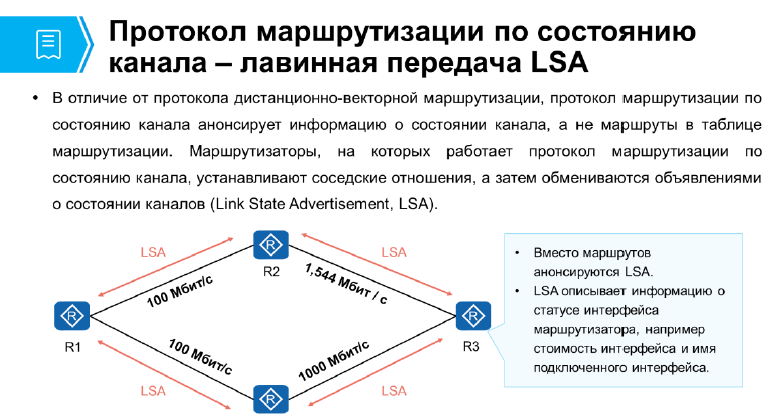 Протокол маршрутизации по состоянию
канала – лавинная передача LSA
• В отличие от протокола дистанционно-векторной маршрутизации, протокол маршрутизации по
состоянию канала анонсирует информацию о состоянии канала, а не маршруты в таблице
маршрутизации. Маршрутизаторы, на которых работает протокол маршрутизации по
состоянию канала, устанавливают соседские отношения, а затем обмениваются объявлениями
о состоянии каналов (Link State Advertisement, LSA).
LSA
R
LSA
R2
100 Мбит/с
1,544 Мбит / с
R
R1
R
R3
100 Мбит/с
1000 Мбит/с
LSA
R
LSA
• Вместо маршрутов
анонсируются LSA.
• LSA описывает информацию о
статусе интерфейса
маршрутизатора, например
стоимость интерфейса и имя
подключенного интерфейса.